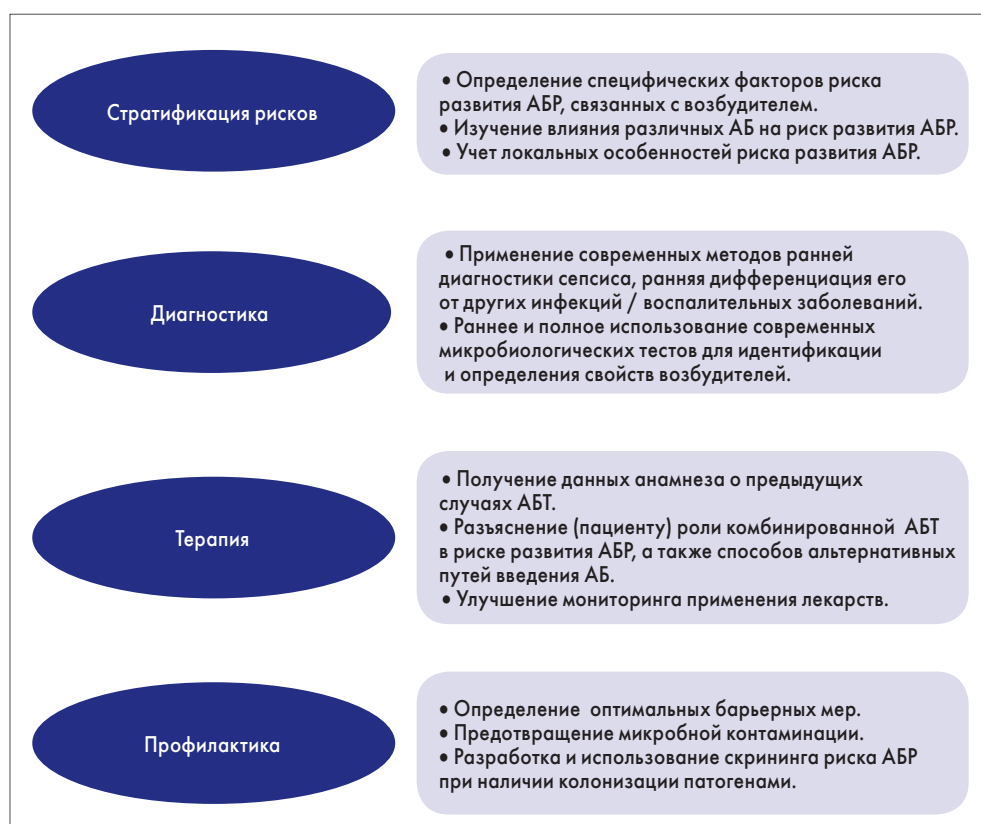 Стратификация рисков
• Определение специфических факторов риска
развития АБР, связанных с возбудителем.
• Изучение влияния различных АБ на риск развития АБР.
• Учет локальных особенностей риска развития АБР.
Диагностика
• Применение современных методов ранней
диагностики сепсиса, ранняя дифференциация его
от других инфекций / воспалительных заболеваний.
• Раннее и полное использование современных
микробиологических тестов для идентификации
и определения свойств возбудителей.
Терапия
• Получение данных анамнеза о предыдущих
случаях АБТ.
• Разъяснение (пациенту) роли комбинированной АБТ
в риске развития АБР, а также способов альтернативных
путей введения АБ.
• Улучшение мониторинга применения лекарств.
Профилактика
• Определение оптимальных барьерных мер.
• Предотвращение микробной контаминации.
• Разработка и использование скрининга риска АБР
при наличии колонизации патогенами.